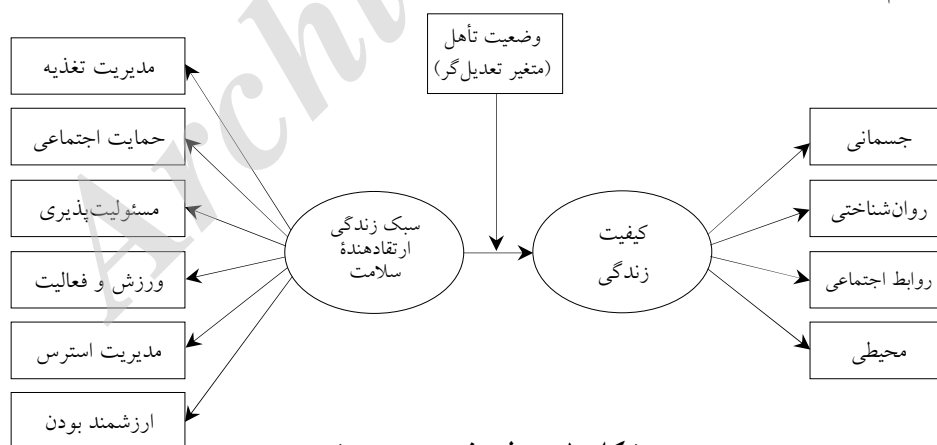 وضعیت تأهل
(متغیر تعدیل‌گر)
مدیریت تغذیه
حمایت اجتماعی
مسئولیت‌پذیری
ورزش و فعالیت
مدیریت استرس
ارزشمند بودن
سبک زندگی
ارتقادهندۀ
سلامت
کیفیت
زندگی
جسمانی
روان‌شناختی
روابط اجتماعی
محیطی